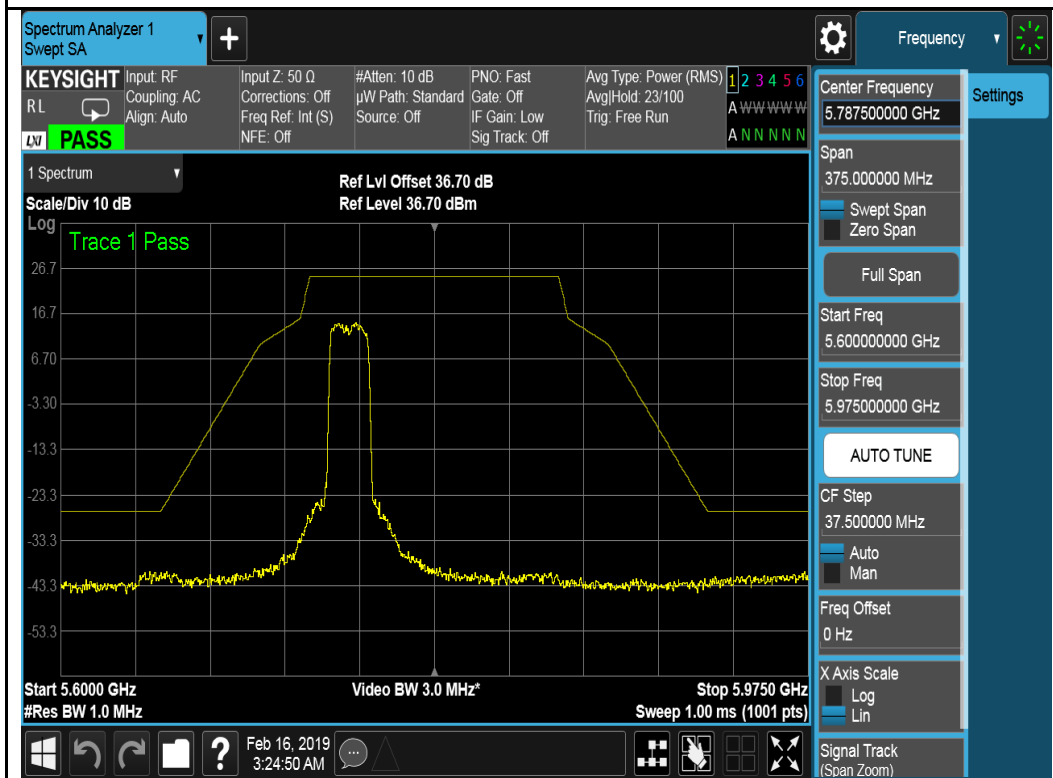 Spectrum Analyzer 1
Swept SA
+
Frequency
KEYSIGHT
RL
LXI PASS
Input: RF
Coupling: AC
Align: Auto
Input Z: 50 Ω
Corrections: Off
Freq Ref: Int (S)
NFE: Off
#Atten: 10 dB
µW Path: Standard
Source: Off
PNO: Fast
Gate: Off
IF Gain: Low
Sig Track: Off
Avg Type: Power (RMS)
Avg|Hold: 23/100
Trig: Free Run
1 2 3 4 5 6
A W W W W W
A N N N N N
Center Frequency
5.787500000 GHz
Settings
Span
375.000000 MHz
Swept Span
Zero Span
Full Span
Start Freq
5.600000000 GHz
Stop Freq
5.975000000 GHz
AUTO TUNE
CF Step
37.500000 MHz
Auto
Man
Freq Offset
0 Hz
X Axis Scale
Log
Lin
Signal Track
(Span Zoom)
1 Spectrum
Scale/Div 10 dB
Ref Lvl Offset 36.70 dB
Ref Level 36.70 dBm
Log
Trace 1 Pass
26.7
16.7
6.70
-3.30
-13.3
-23.3
-33.3
-43.3
-53.3
Start 5.6000 GHz
#Res BW 1.0 MHz
Video BW 3.0 MHz*
Stop 5.9750 GHz
Sweep 1.00 ms (1001 pts)
?
Feb 16, 2019
3:24:50 AM